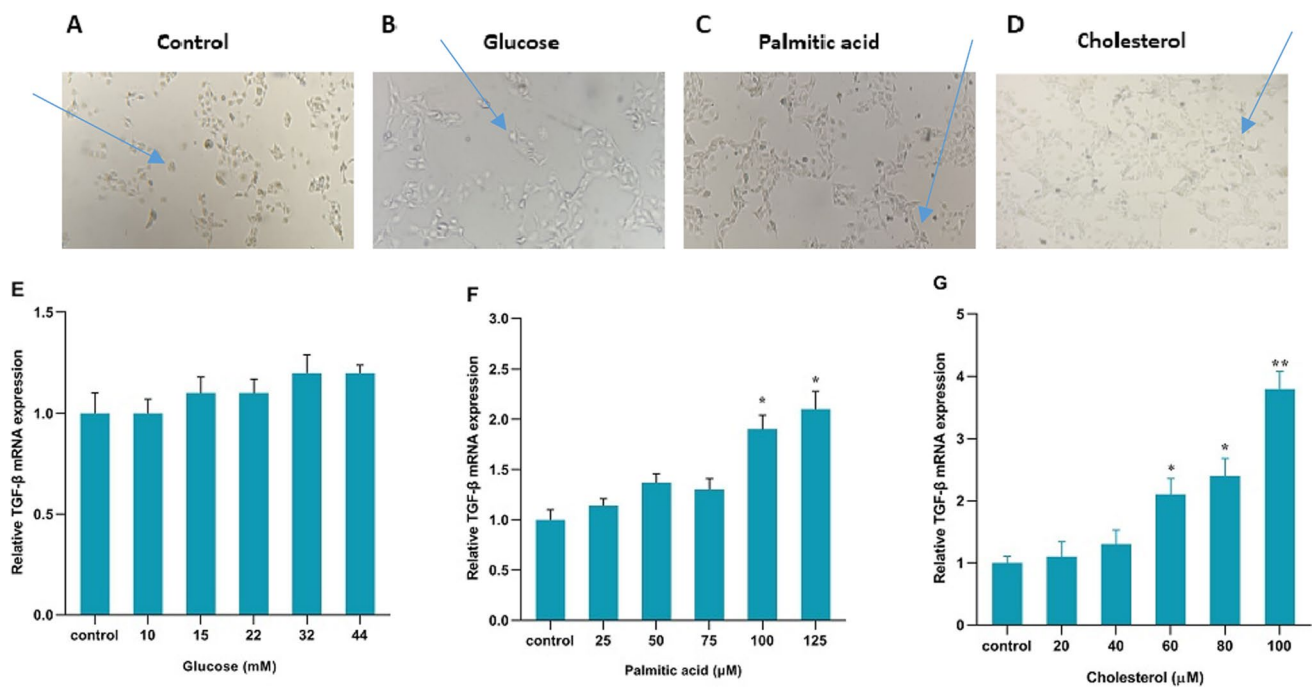 A
Control
B
Glucose
C
Palmitic acid
D
Cholesterol
E
Relative TGF-β mRNA expression
1.5
1.0
0.5
0.0
control 10 15 22 32 44
Glucose (mM)
F
Relative TGF-β mRNA expression
3.0
2.5
2.0
1.5
1.0
0.5
0.0
* *
control 25 50 75 100 125
Palmitic acid (μM)
G
Relative TGF-β mRNA expression
5
4
3
2
1
0
* * **
control 20 40 60 80 100
Cholesterol (μM)